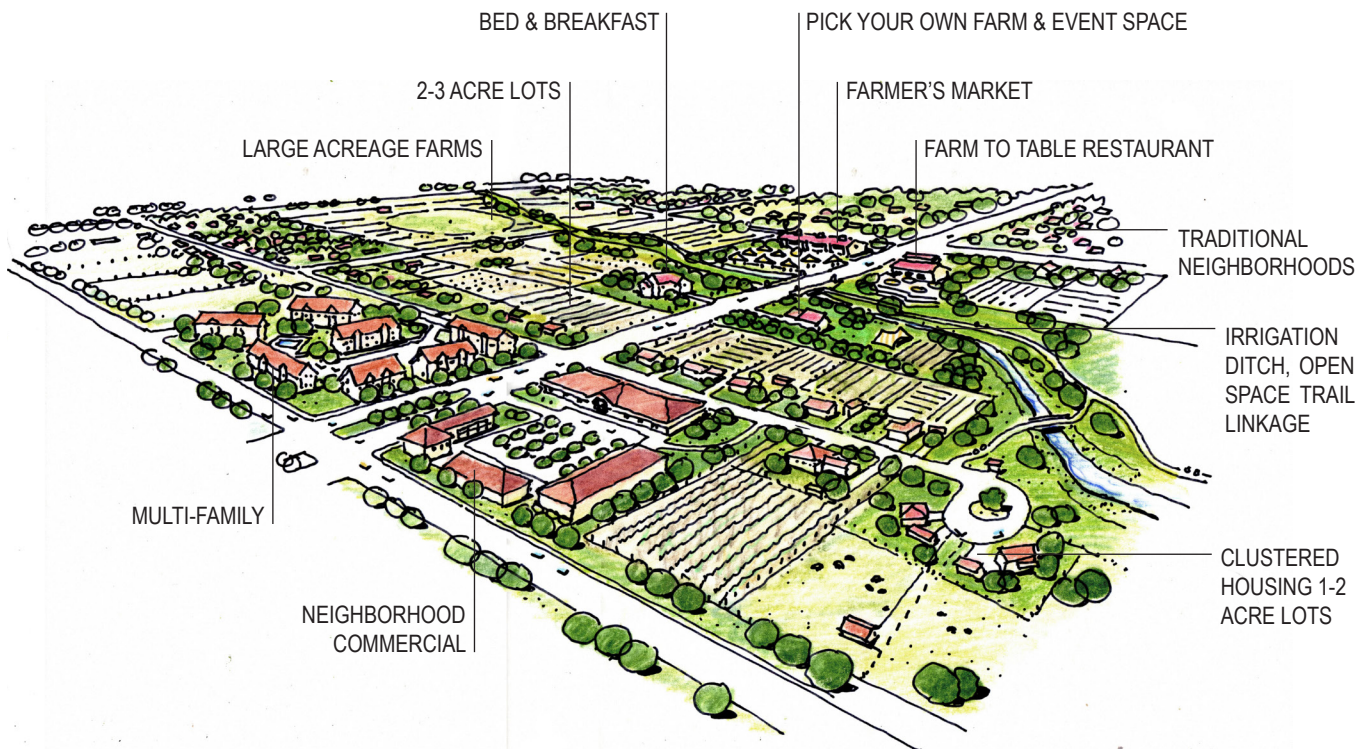 BED & BREAKFAST
PICK YOUR OWN FARM & EVENT SPACE
2-3 ACRE LOTS
FARMER'S MARKET
LARGE ACREAGE FARMS
FARM TO TABLE RESTAURANT
TRADITIONAL
NEIGHBORHOODS
IRRIGATION
DITCH, OPEN
SPACE TRAIL
LINKAGE
MULTI-FAMILY
CLUSTERED
HOUSING 1-2
ACRE LOTS
NEIGHBORHOOD
COMMERCIAL